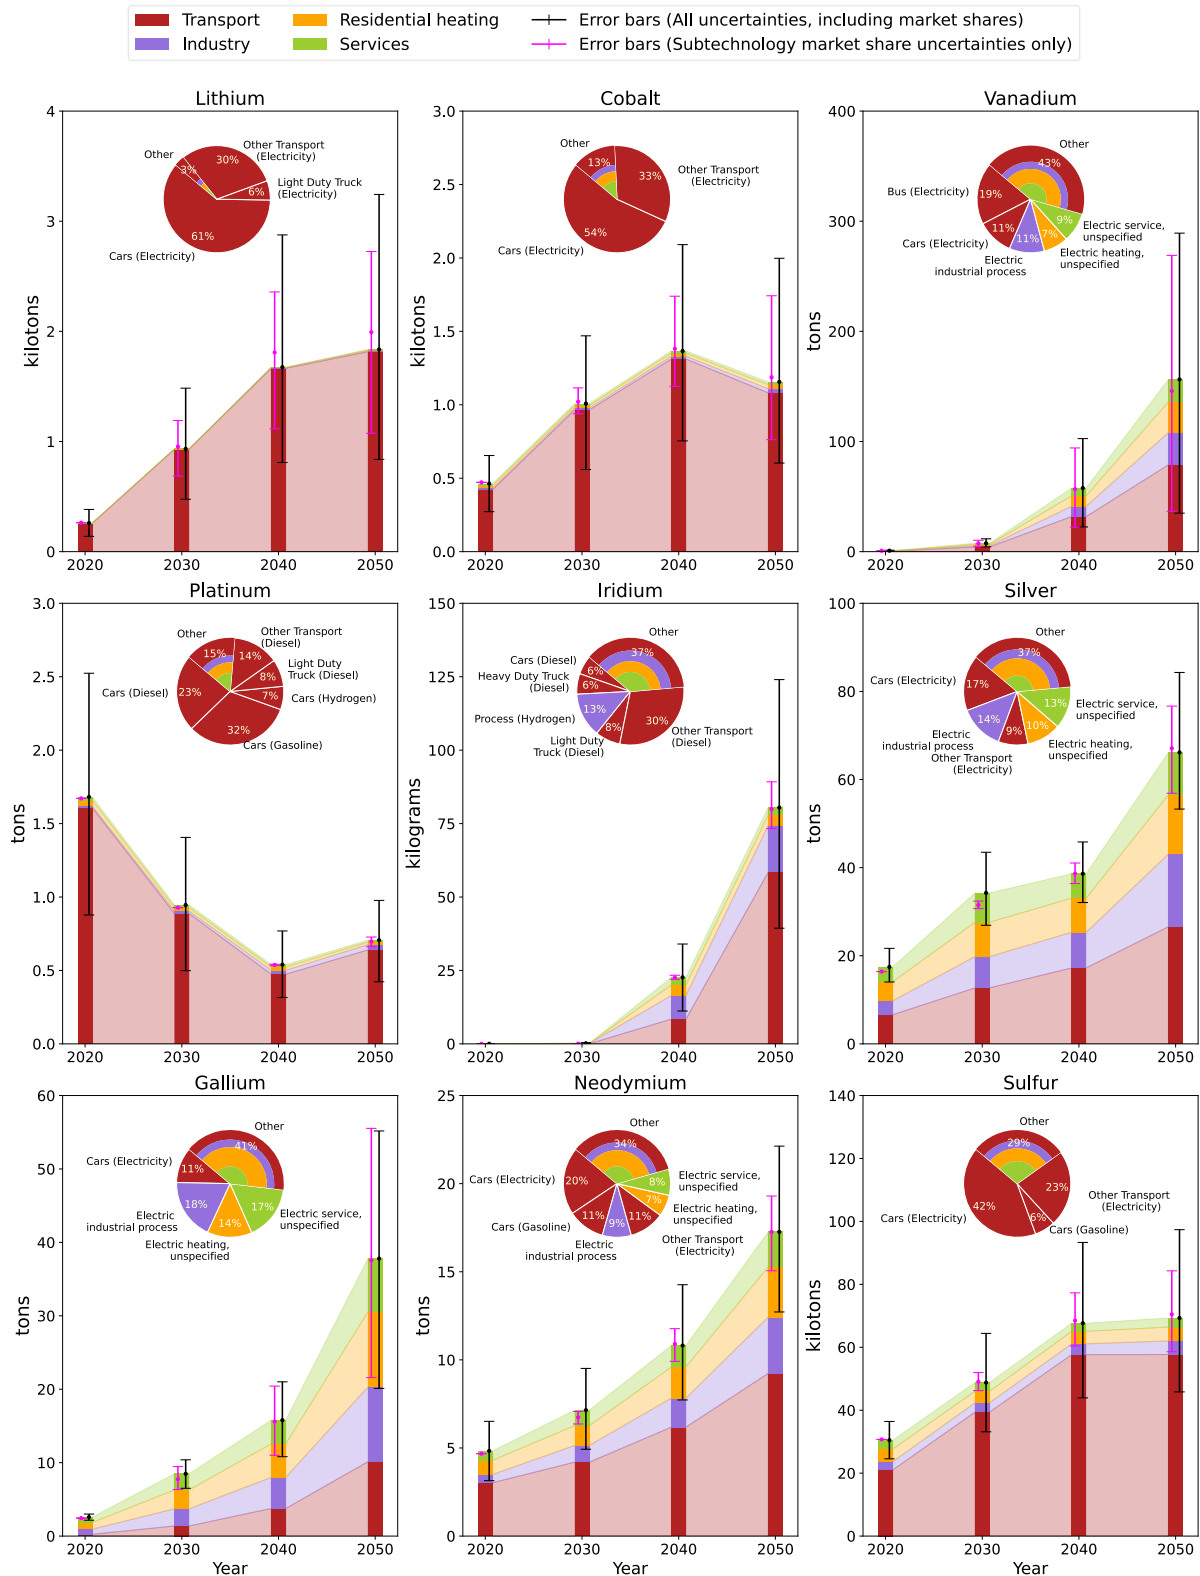 Transport
Industry
Residential heating
Services
Error bars (All uncertainties, including market shares)
Error bars (Subtechnology market share uncertainties only)
Lithium
kilotons
4
3
2
1
0
2020 2030 2040 2050
Other
3%
30%
Other Transport
(Electricity)
6%
Light Duty Truck
(Electricity)
61%
Cars (Electricity)
Cobalt
kilotons
3.0
2.5
2.0
1.5
1.0
0.5
0.0
2020 2030 2040 2050
Other
13%
33%
Other Transport
(Electricity)
54%
Cars (Electricity)
Vanadium
tons
400
300
200
100
0
2020 2030 2040 2050
Other
43%
Bus (Electricity)
19%
9%
Electric service,
unspecified
11%
Cars (Electricity)
11%
Electric
industrial process
7%
Electric heating,
unspecified
Platinum
tons
3.0
2.5
2.0
1.5
1.0
0.5
0.0
2020 2030 2040 2050
Other
15%
Other Transport
(Diesel)
14%
Light Duty
Truck (Diesel)
8%
Cars (Diesel)
23%
7%
Cars (Hydrogen)
32%
Cars (Gasoline)
Iridium
kilograms
150
125
100
75
50
25
0
2020 2030 2040 2050
Other
37%
Cars (Diesel)
6%
Heavy Duty Truck
(Diesel)
6%
Process (Hydrogen)
13%
Light Duty
Truck (Diesel)
8%
30%
Other Transport
(Diesel)
Silver
tons
100
80
60
40
20
0
2020 2030 2040 2050
Other
37%
Cars (Electricity)
17%
13%
Electric service,
unspecified
14%
Electric
industrial process
9%
Other Transport
(Electricity)
10%
Electric heating,
unspecified
Gallium
tons
60
50
40
30
20
10
0
2020 2030 2040 2050
Year
Other
41%
Cars (Electricity)
11%
18%
Electric
industrial process
17%
Electric service,
unspecified
14%
Electric heating,
unspecified
Neodymium
tons
25
20
15
10
5
0
2020 2030 2040 2050
Year
Other
34%
Cars (Electricity)
20%
8%
Electric service,
unspecified
7%
Electric heating,
unspecified
11%
Cars (Gasoline)
9%
Electric
industrial process
11%
Other Transport
(Electricity)
Sulfur
kilotons
140
120
100
80
60
40
20
0
2020 2030 2040 2050
Year
Other
29%
42%
Cars (Electricity)
23%
Other Transport
(Electricity)
6%
Cars (Gasoline)